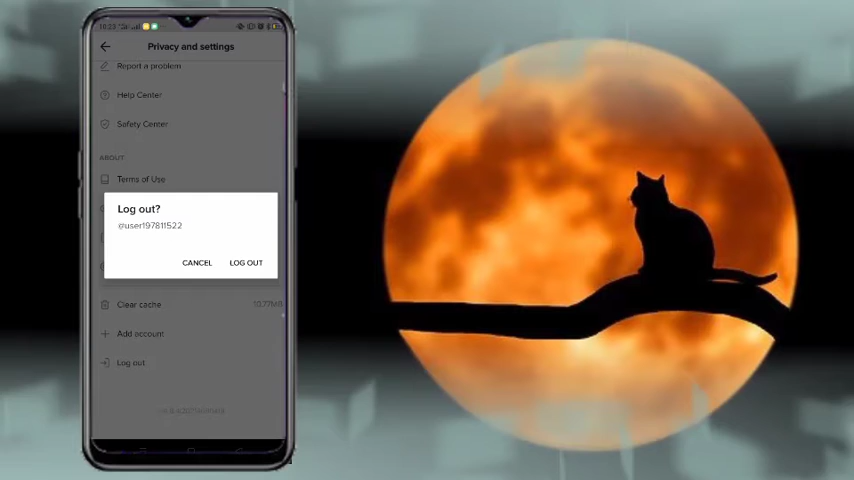 Privacy and settings
Report a problem
Help Center
Safety Center
ABOUT
Terms of Use
Log out?
@user197811522
CANCEL
LOG OUT
Clear cache
Add account
Log out